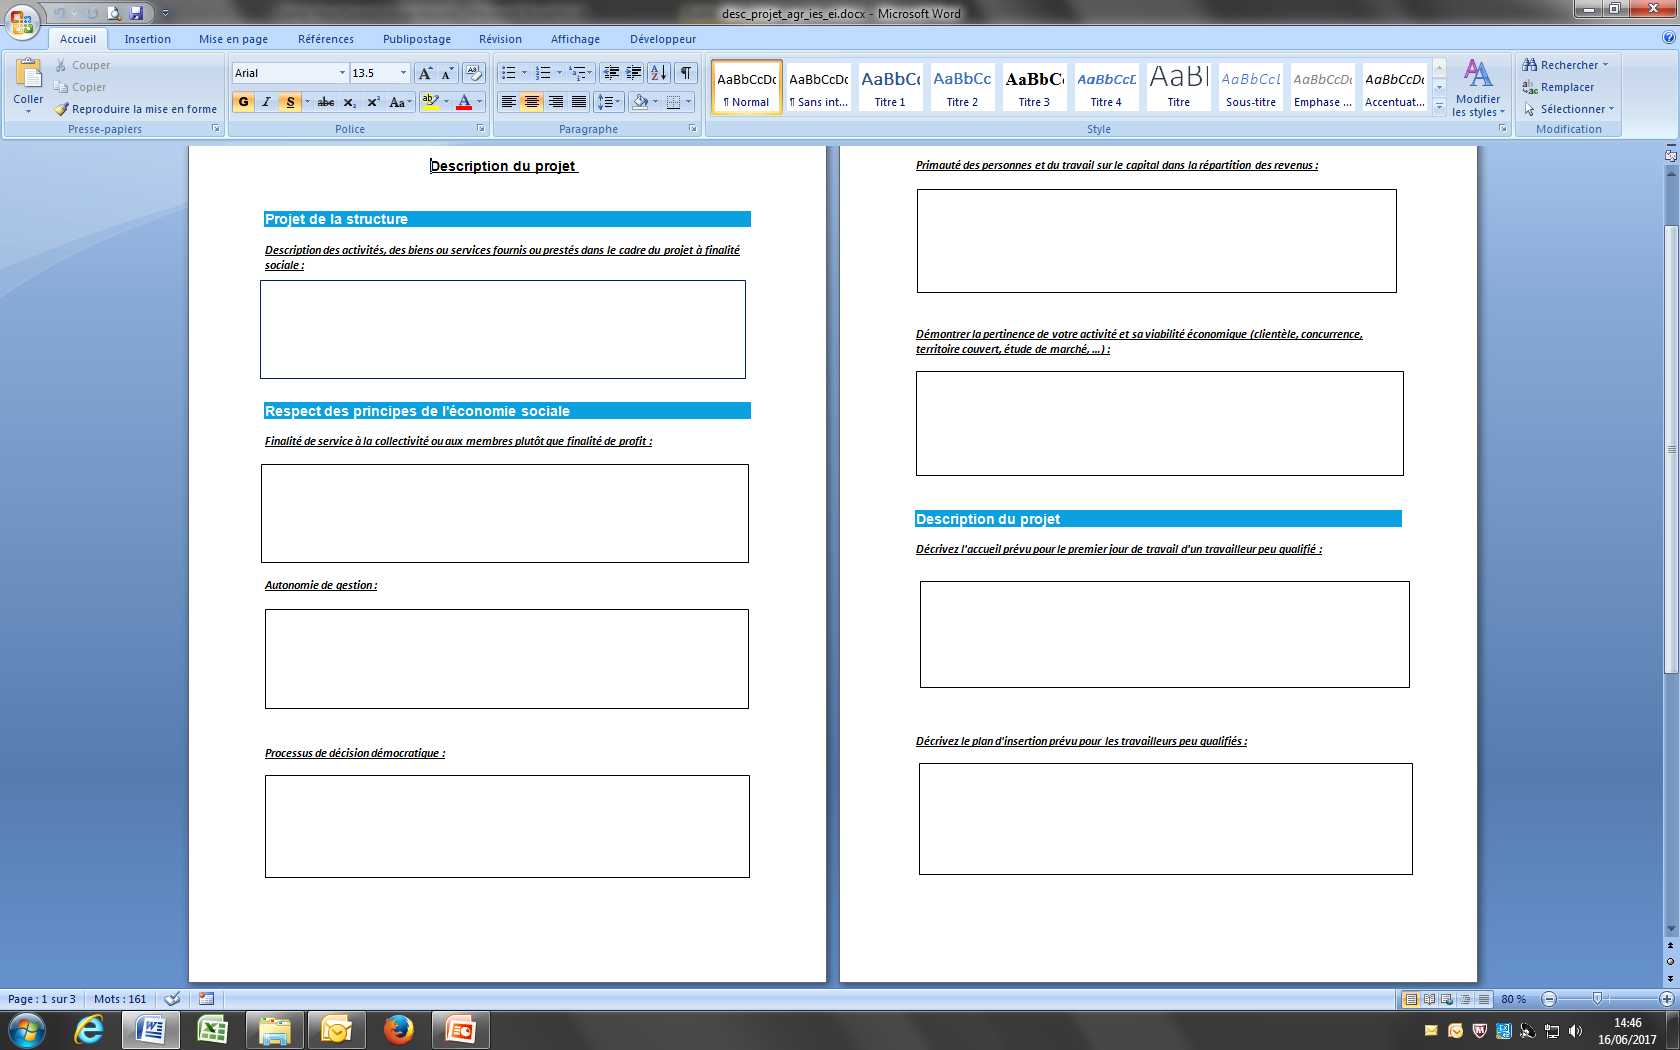 desc_projet_agr_ies_ei.docx - Microsoft Word
Accueil
Insertion
Mise en page
Références
Publipostage
Révision
Affichage
Développeur
Coller
Couper
Copier
Reproduire la mise en forme
Presse-papiers
Arial
13.5
G I S abc x₂ x² Aa
Police
Paragraphe
AaBbCcDc
¶ Normal
AaBbCcDc
¶ Sans int...
AaBbCc
Titre 1
AaBbCc
Titre 2
AaBbC
Titre 3
AaBbCcD
Titre 4
AaBl
Titre
AaBbCcL
Sous-titre
AaBbCcDc
Emphase ...
AaBbCcDc
Accentuat...
Modifier
les styles
Style
Rechercher
Remplacer
Sélectionner
Modification
Description du projet
Projet de la structure
Description des activités, des biens ou services fournis ou prestés dans le cadre du projet à finalité
sociale :
Respect des principes de l'économie sociale
Finalité de service à la collectivité ou aux membres plutôt que finalité de profit :
Autonomie de gestion :
Processus de décision démocratique :
Primauté des personnes et du travail sur le capital dans la répartition des revenus :
Démontrer la pertinence de votre activité et sa viabilité économique (clientèle, concurrence,
territoire couvert, étude de marché, ...) :
Description du projet
Décrivez l'accueil prévu pour le premier jour de travail d'un travailleur peu qualifié :
Décrivez le plan d'insertion prévu pour les travailleurs peu qualifiés :
Page : 1 sur 3
Mots : 161
80 %
14:46
16/06/2017